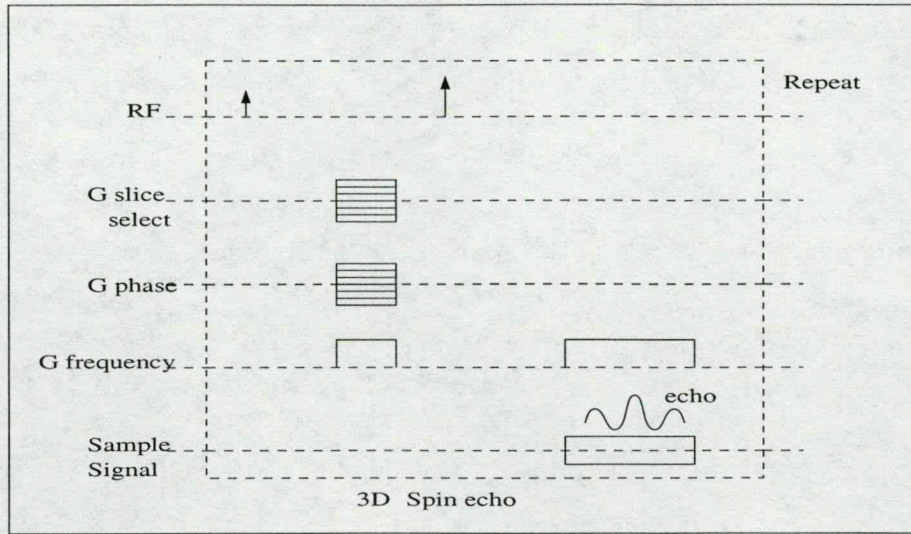 Repeat
RF
G slice
select
G phase
G frequency
echo
Sample
Signal
3D Spin echo